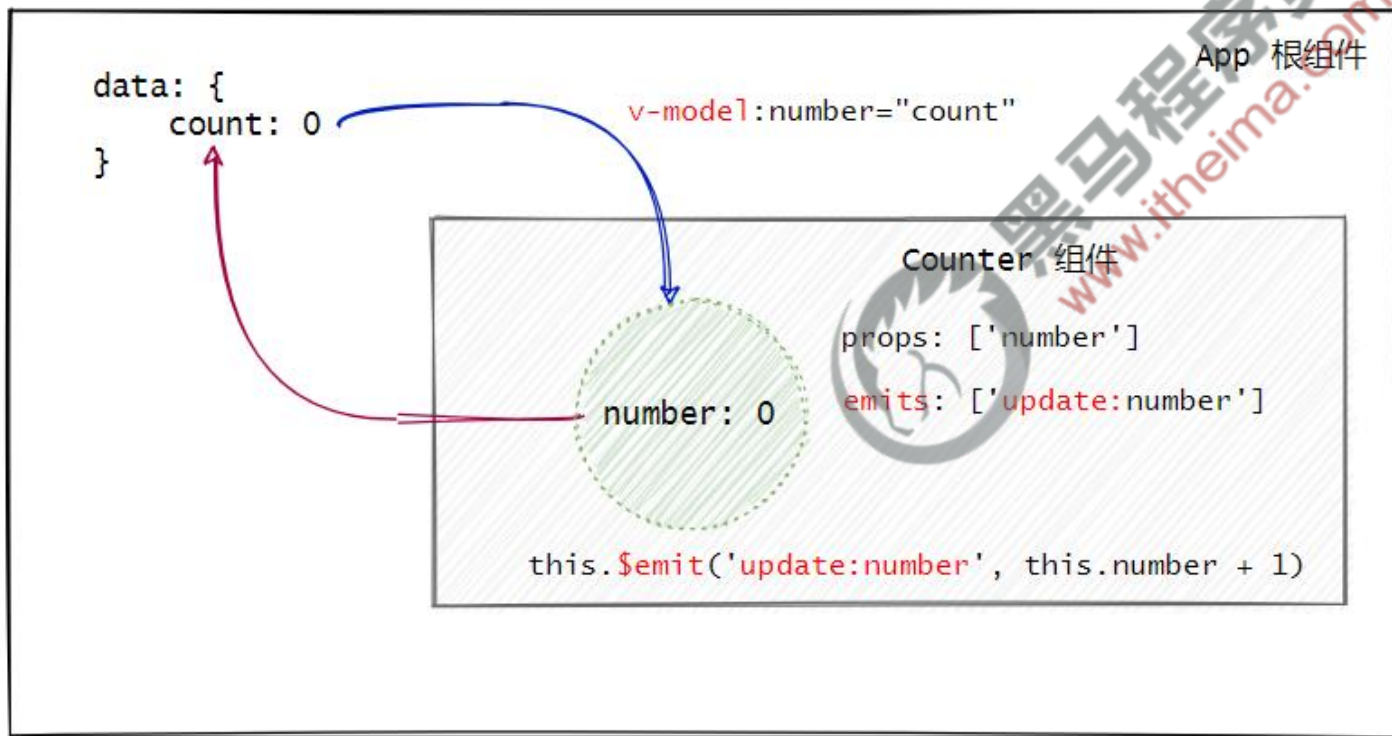 App 根组件
data: {
count: 0
}
v-model:number="count"
Counter 组件
props: ['number']
emits: ['update:number']
number: 0
this.$emit('update:number', this.number + 1)
黑马程序
www.itheima.com